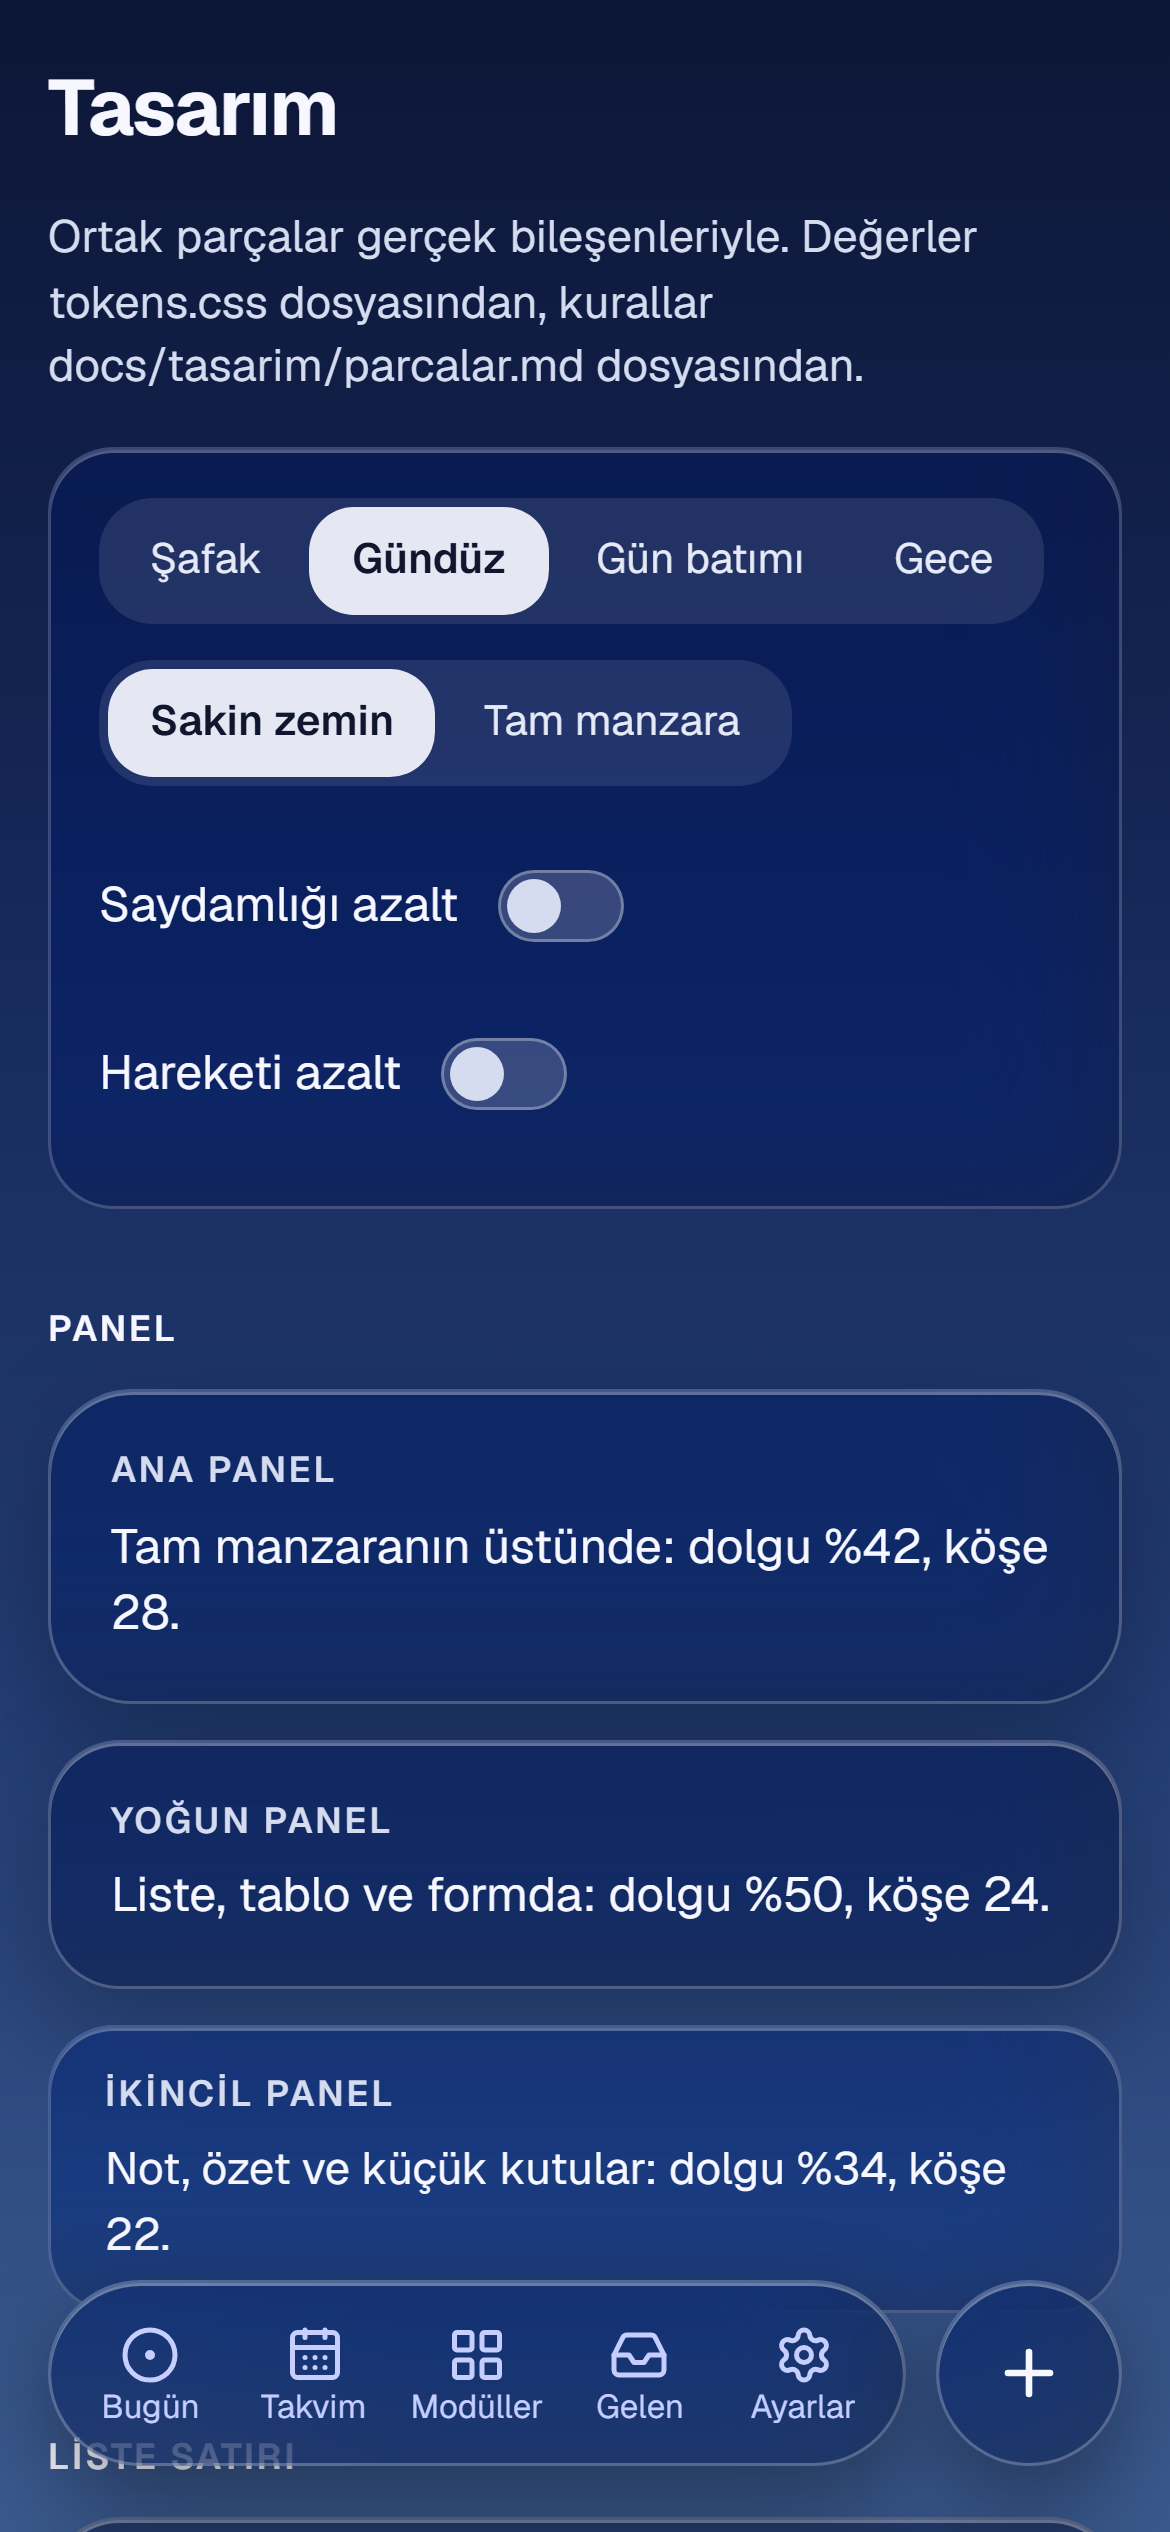 Tasarım
Ortak parçalar gerçek bileşenleriyle. Değerler
tokens.css dosyasından, kurallar
docs/tasarim/parcalar.md dosyasından.
Şafak Gündüz Gün batımı Gece
Sakin zemin Tam manzara
Saydamlığı azalt
Hareketi azalt
PANEL
ANA PANEL
Tam manzaranın üstünde: dolgu %42, köşe
28.
YOĞUN PANEL
Liste, tablo ve formda: dolgu %50, köşe 24.
İKİNCİL PANEL
Not, özet ve küçük kutular: dolgu %34, köşe
22.
Bugün Takvim Modüller Gelen Ayarlar
LİSTE SATIRI